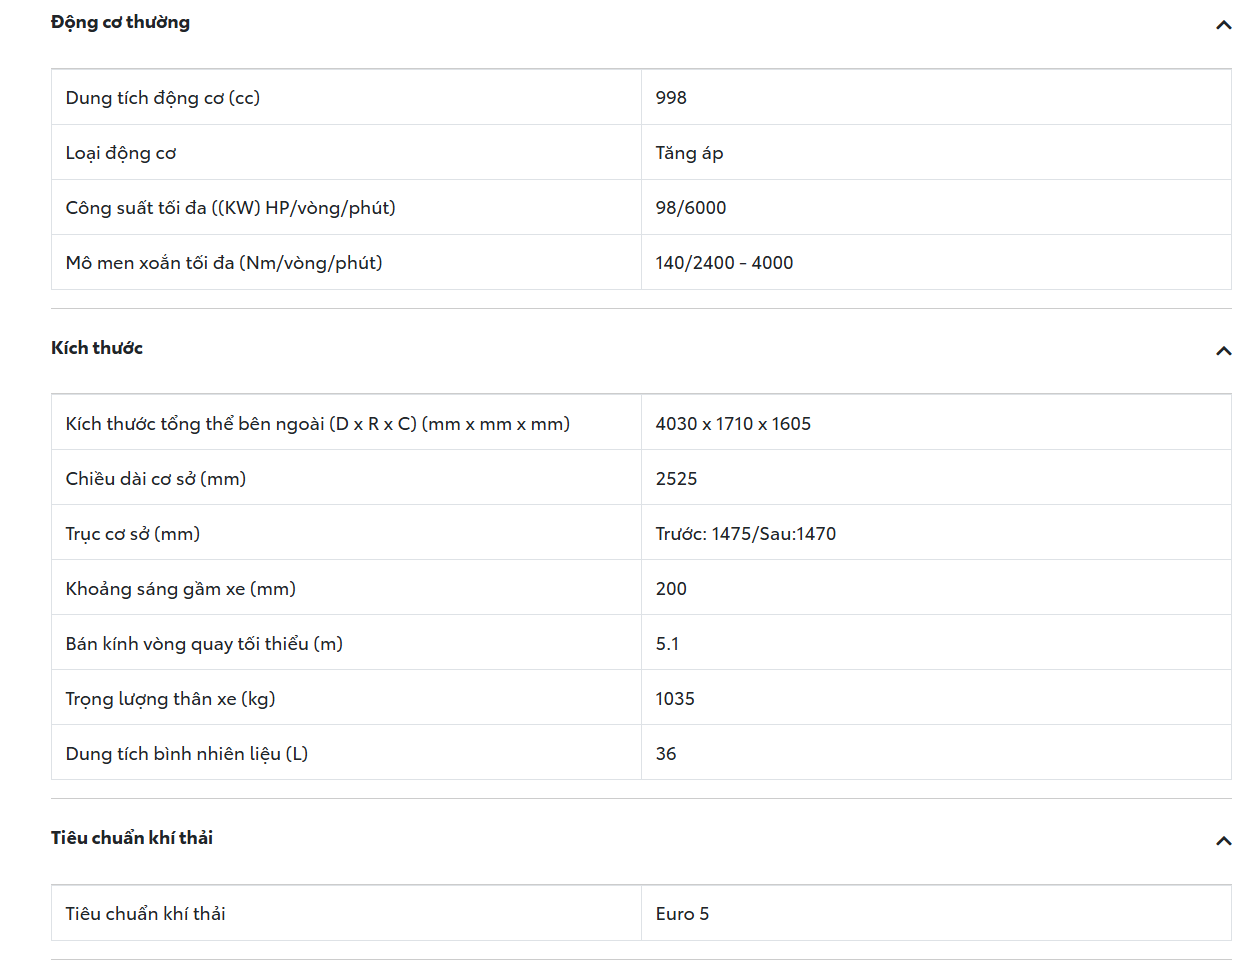 Động cơ thường
Dung tích động cơ (cc) 998
Loại động cơ Tăng áp
Công suất tối đa ((KW) HP/vòng/phút) 98/6000
Mô men xoắn tối đa (Nm/vòng/phút) 140/2400 - 4000
Kích thước
Kích thước tổng thể bên ngoài (D x R x C) (mm x mm x mm) 4030 x 1710 x 1605
Chiều dài cơ sở (mm) 2525
Trục cơ sở (mm) Trước: 1475/Sau:1470
Khoảng sáng gầm xe (mm) 200
Bán kính vòng quay tối thiểu (m) 5.1
Trọng lượng thân xe (kg) 1035
Dung tích bình nhiên liệu (L) 36
Tiêu chuẩn khí thải
Tiêu chuẩn khí thải Euro 5